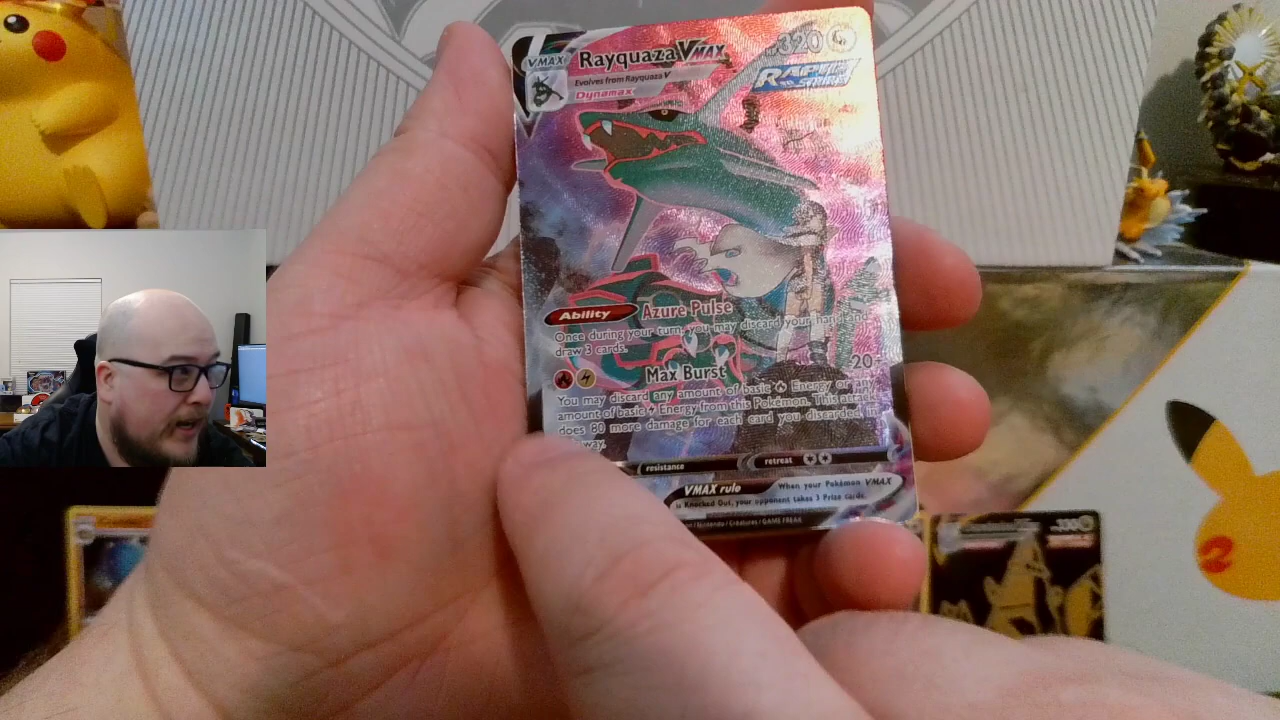 VMAX
Rayquaza VMAX
320
Evolves from Rayquaza V
Dynamax
RAPID
STRIKE
Ability Azure Pulse
Once during your turn, you may discard your hand and
draw 3 cards.
Max Burst 20+
You may discard any amount of basic Energy or any
amount of basic Energy from this Pokémon. This attack
does 80 more damage for each card you discarded in
way.
resistance retreat
VMAX rule When your Pokémon VMAX
is Knocked Out, your opponent takes 3 Prize cards.
/ Nintendo / Creatures / GAME FREAK
330